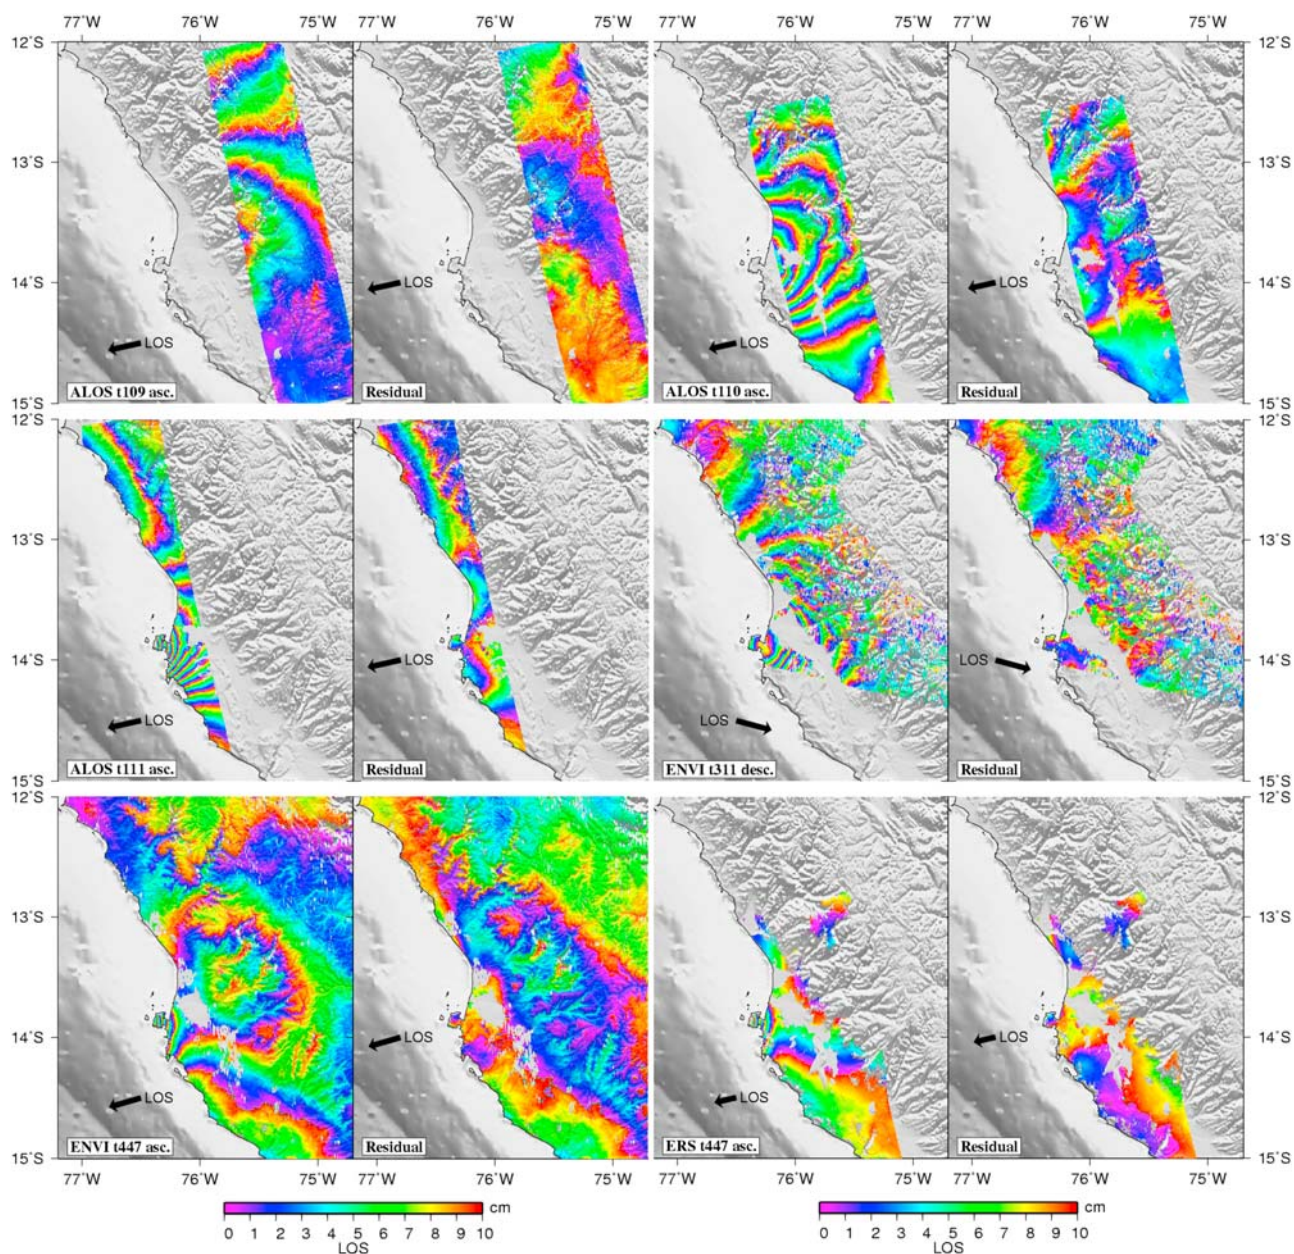 77°W 76°W 75°W 77°W 76°W 75°W 77°W 76°W 75°W 77°W 76°W 75°W
12°S 12°S
13°S 13°S
14°S 14°S
LOS LOS LOS LOS
ALOS t109 asc. Residual ALOS t110 asc. Residual
15°S 15°S
12°S 12°S
13°S 13°S
14°S 14°S
LOS LOS LOS LOS
ALOS t111 asc. Residual ENVI t311 desc. Residual
15°S 15°S
12°S 12°S
13°S 13°S
14°S 14°S
LOS LOS LOS LOS
ENVI t447 asc. Residual ERS t447 asc. Residual
15°S 15°S
77°W 76°W 75°W 77°W 76°W 75°W 77°W 76°W 75°W 77°W 76°W 75°W
cm cm
0 1 2 3 4 5 6 7 8 9 10 0 1 2 3 4 5 6 7 8 9 10
LOS LOS